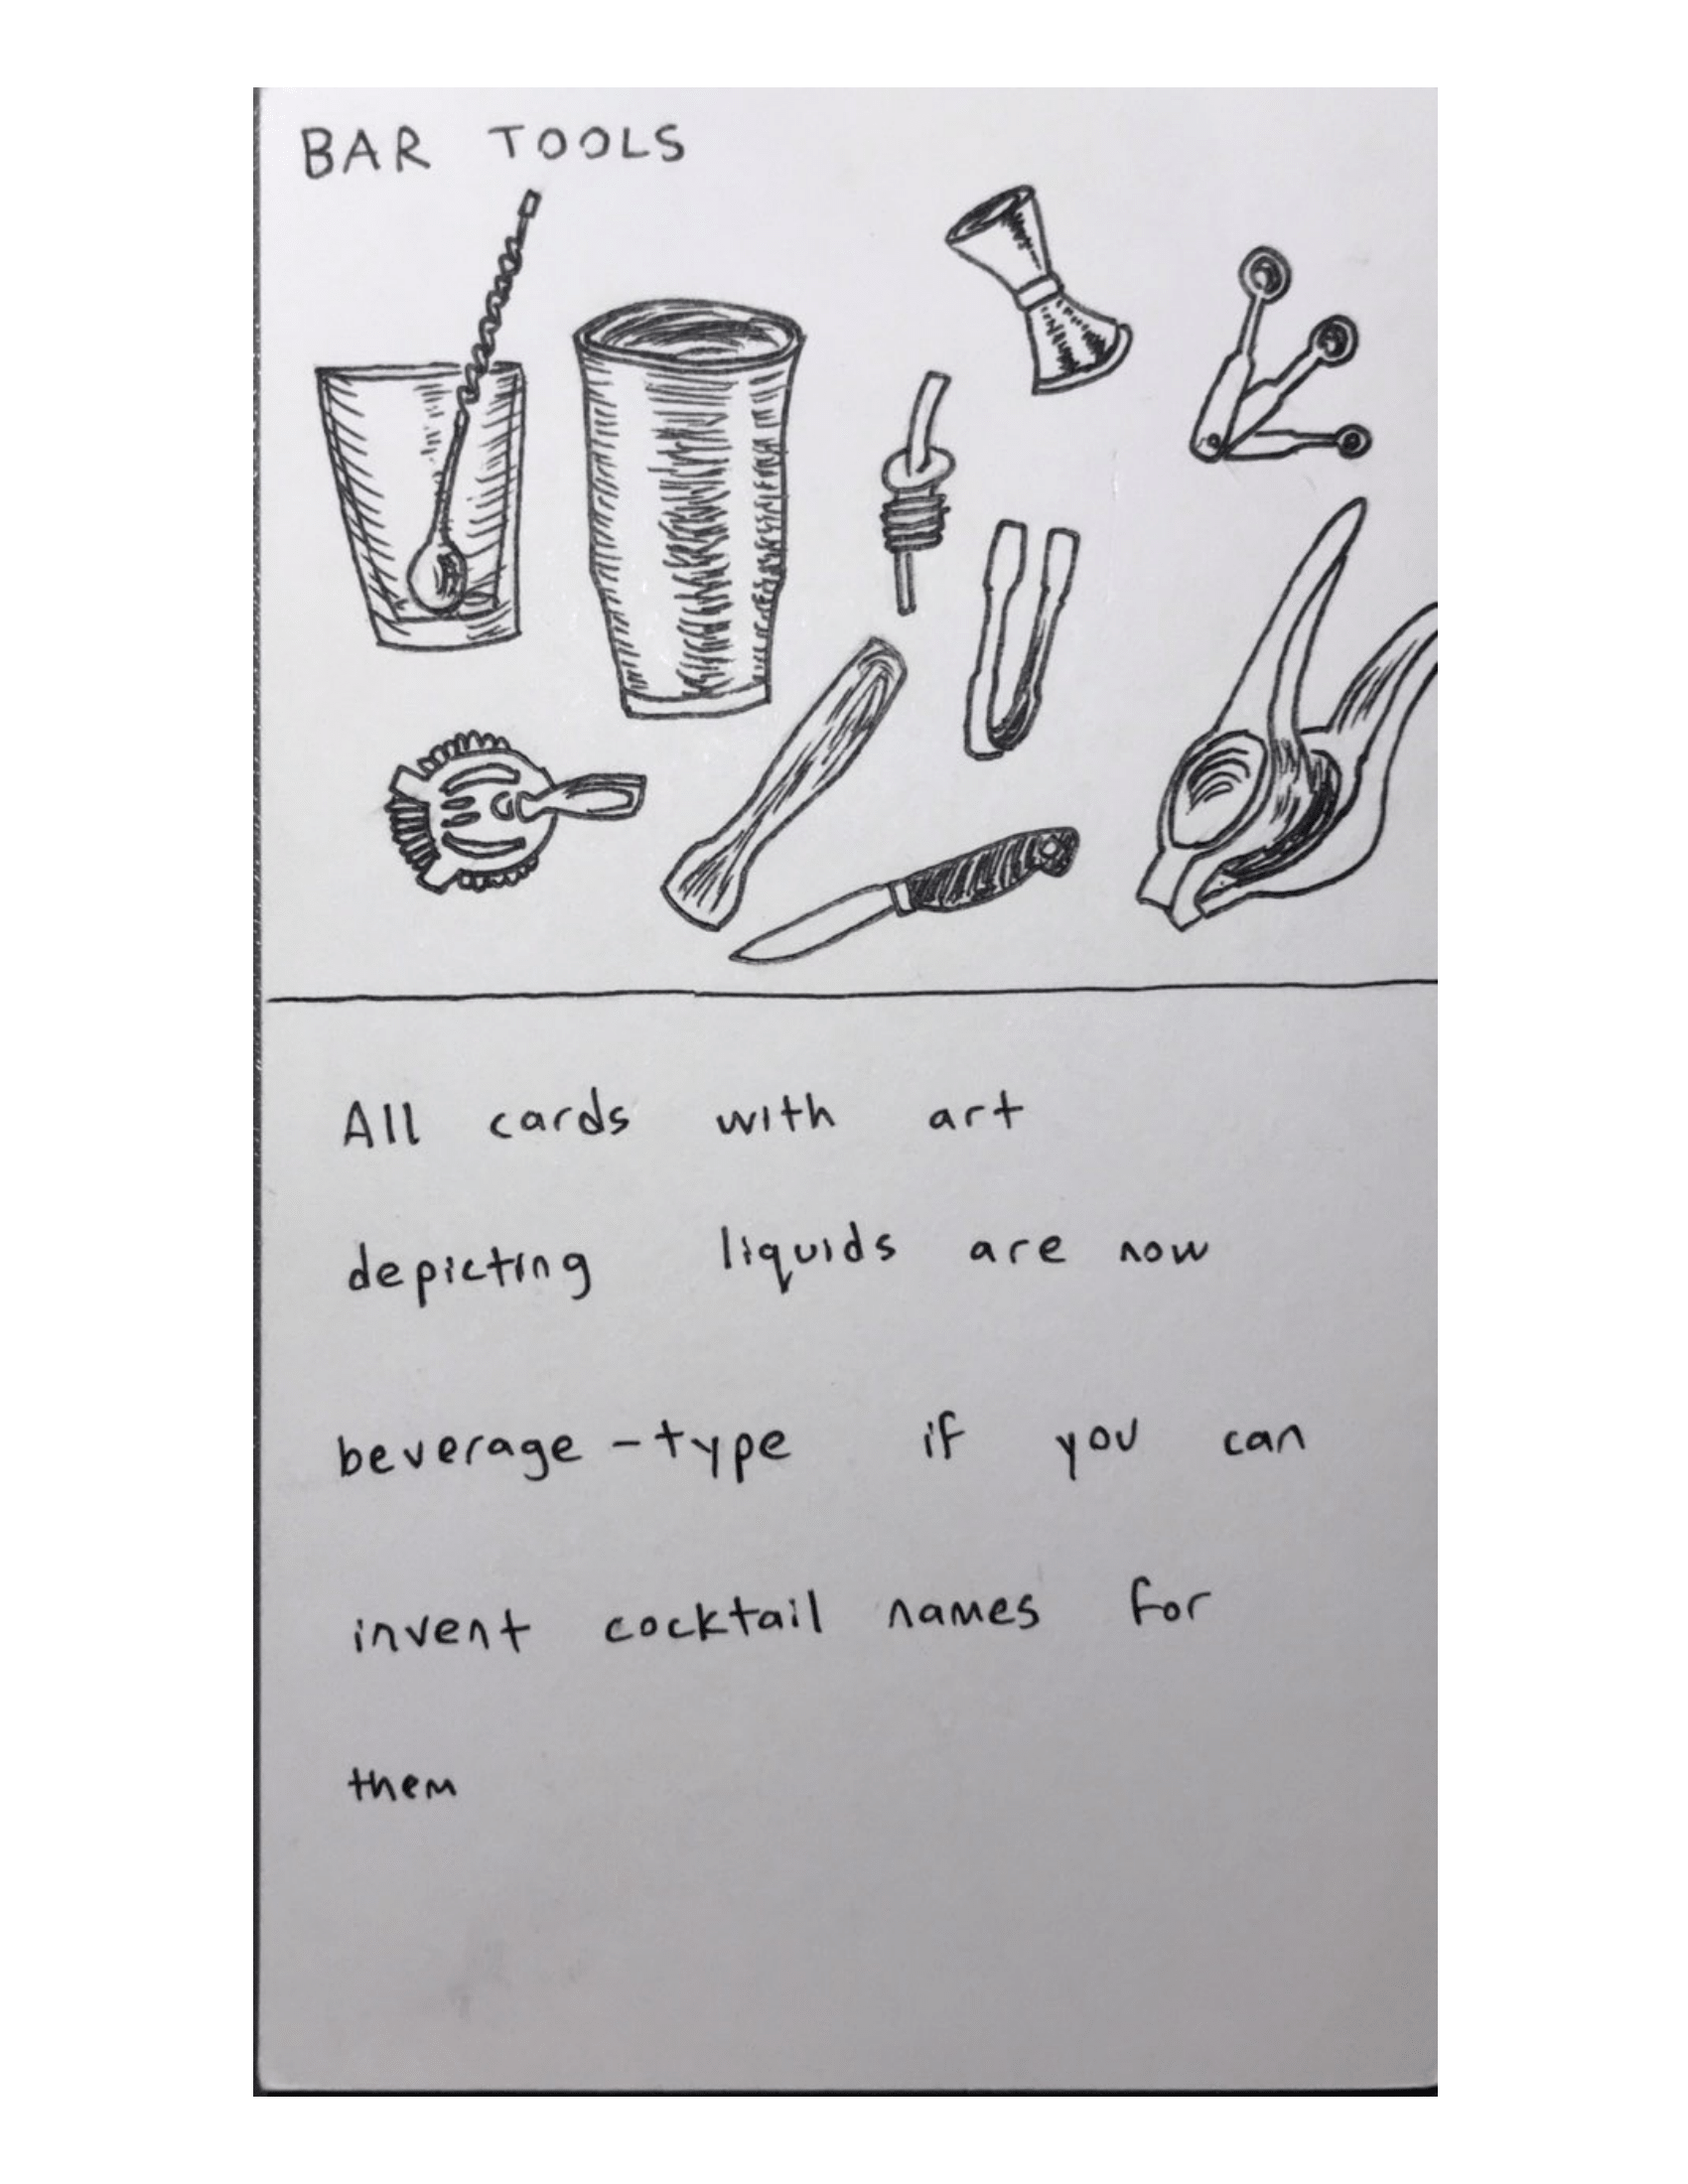 BAR TOOLS
All cards with art
depicting liquids are now
beverage-type if you can
invent cocktail names for
them